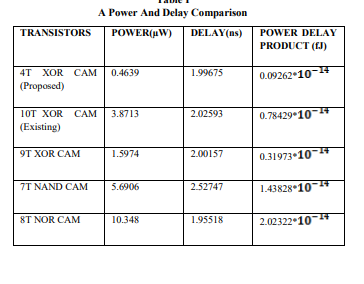 A Power And Delay Comparison
TRANSISTORS POWER(µW) DELAY(ns) POWER DELAY
PRODUCT (fJ)
4T XOR CAM 0.4639 1.99675 0.09262*10⁻¹⁴
(Proposed)
10T XOR CAM 3.8713 2.02593 0.78429*10⁻¹⁴
(Existing)
9T XOR CAM 1.5974 2.00157 0.31973*10⁻¹⁴
7T NAND CAM 5.6906 2.52747 1.43828*10⁻¹⁴
8T NOR CAM 10.348 1.95518 2.02322*10⁻¹⁴